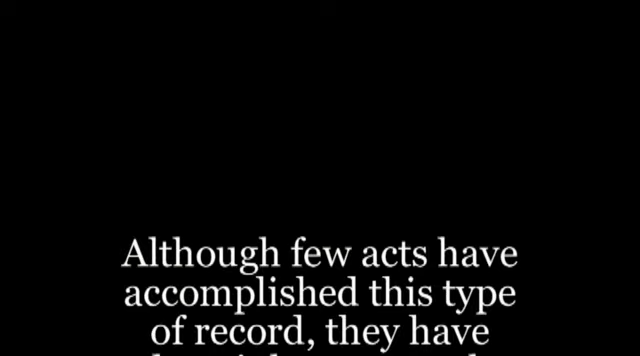 Although few acts have
accomplished this type
of record, they have